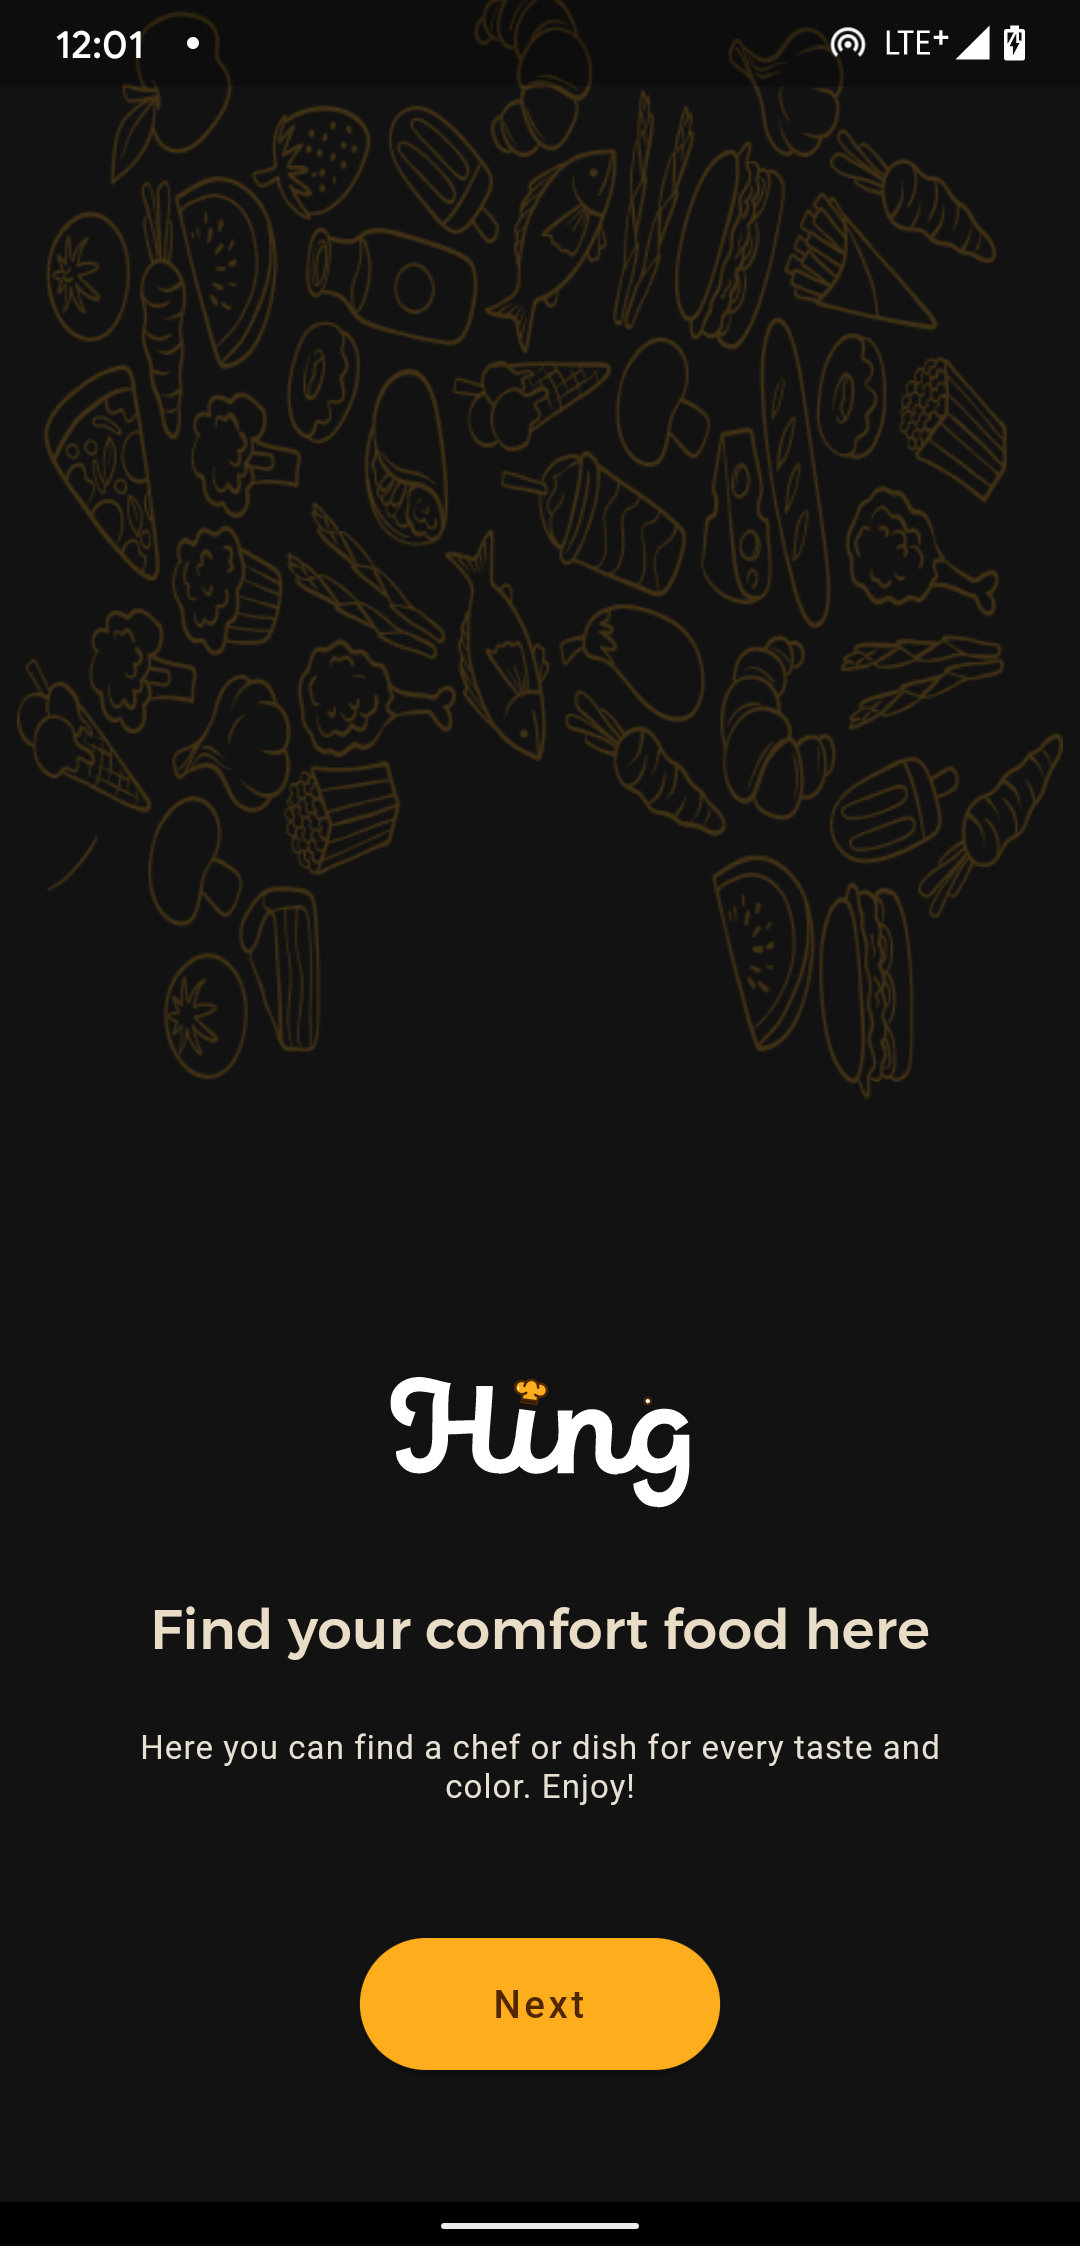 12:01
LTE+
Hing
Find your comfort food here
Here you can find a chef or dish for every taste and
color. Enjoy!
Next